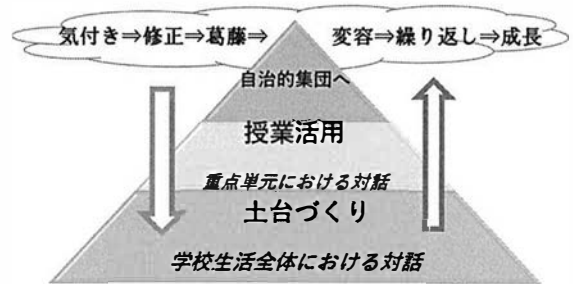 気付き⇒修正⇒葛藤⇒ 変容⇒繰り返し⇒成長
自治的集団へ
授業活用
重点単元における対話
土台づくり
学校生活全体における対話